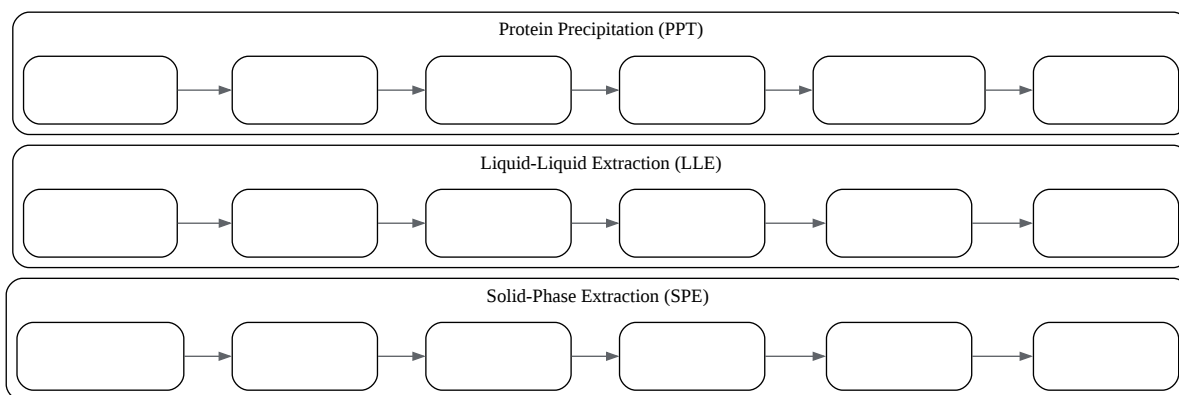 Protein Precipitation (PPT)
Liquid-Liquid Extraction (LLE)
Solid-Phase Extraction (SPE)